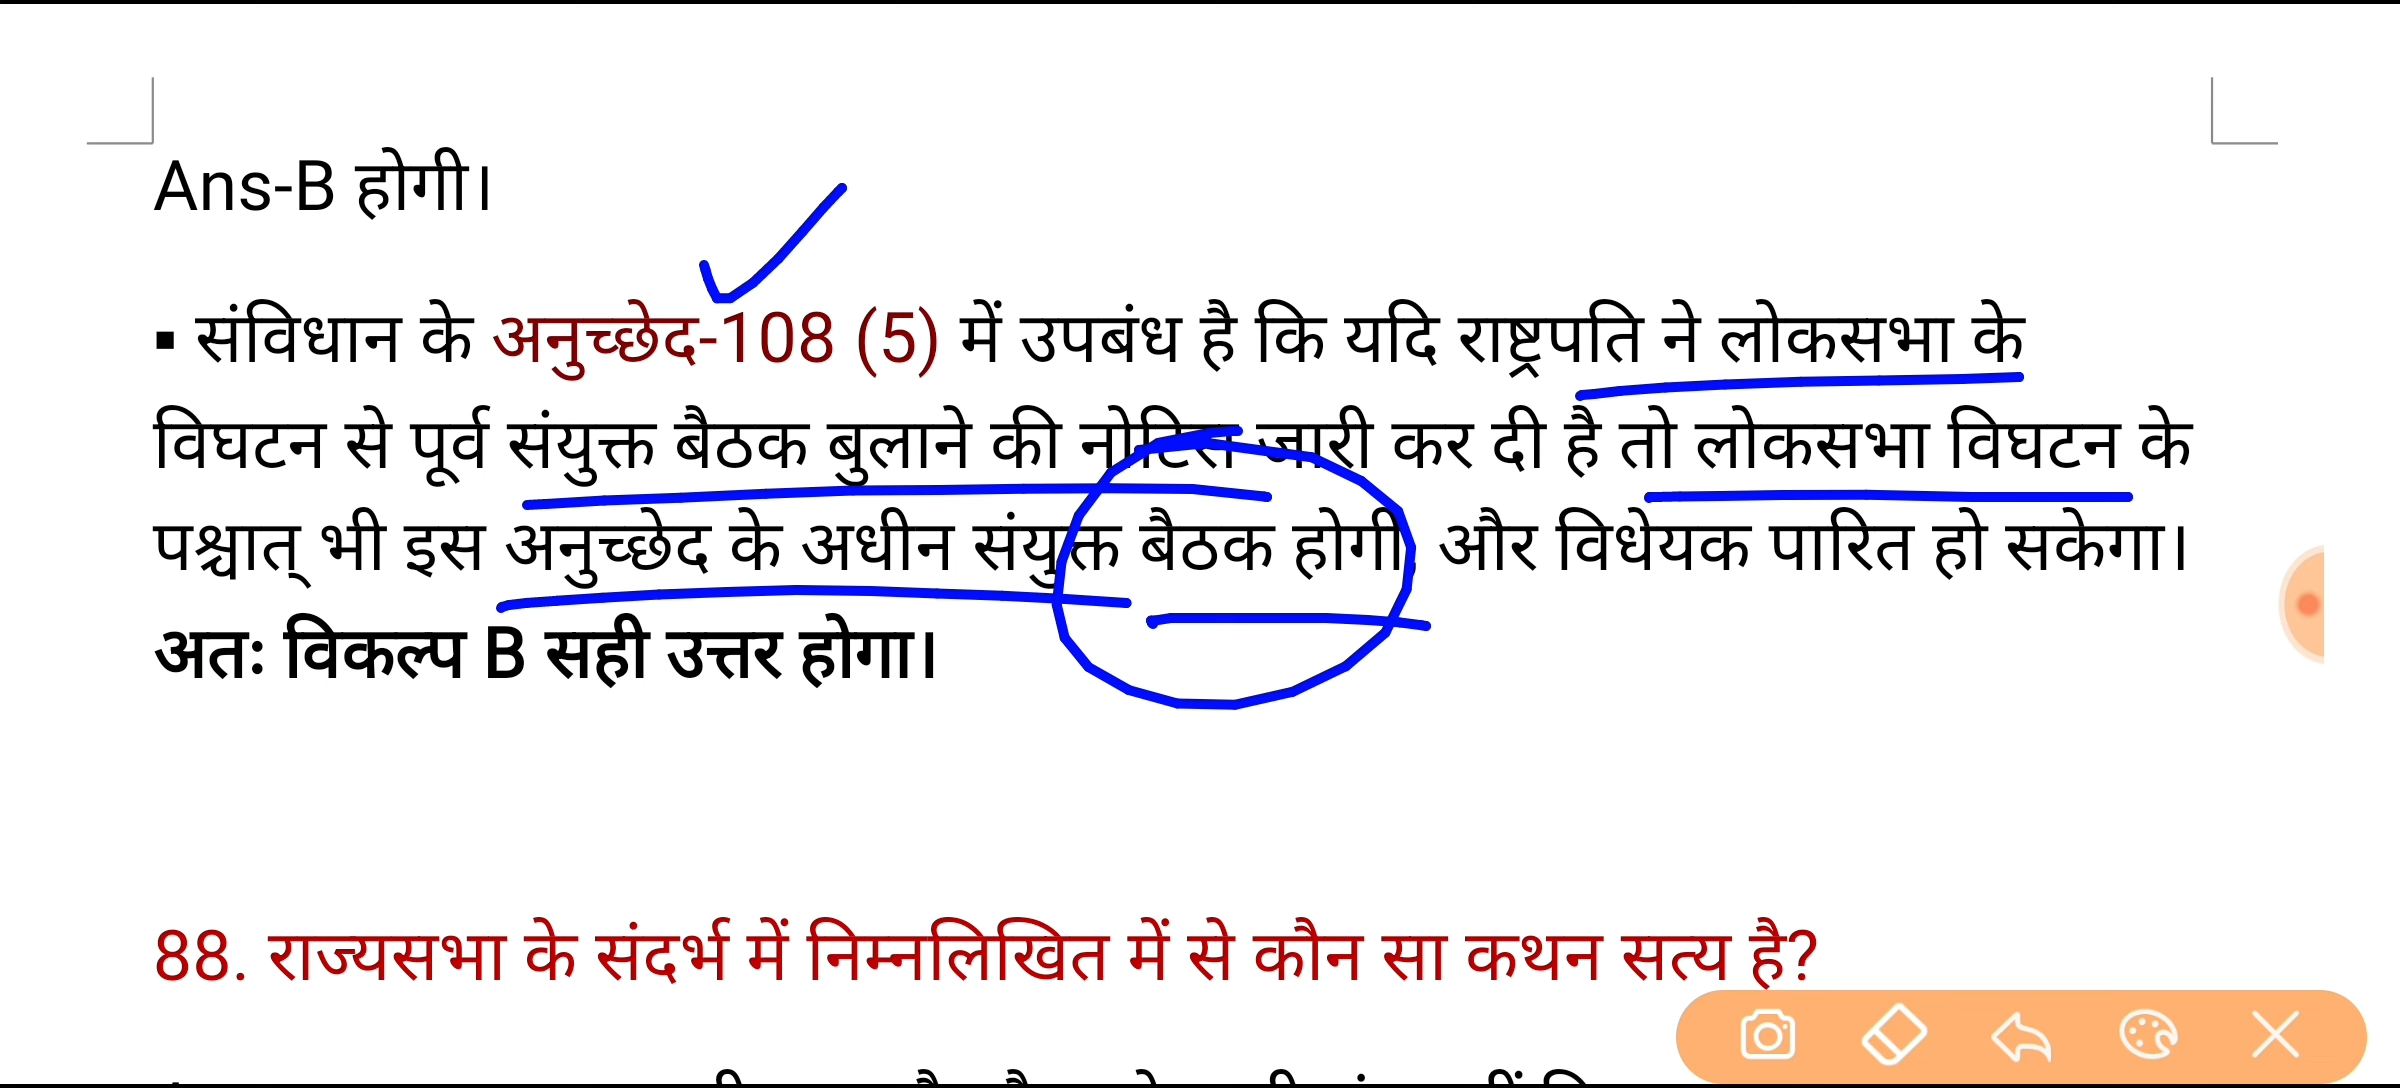 Ans-B होगी।
▪ संविधान के अनुच्छेद-108 (5) में उपबंध है कि यदि राष्ट्रपति ने लोकसभा के
विघटन से पूर्व संयुक्त बैठक बुलाने की नोटिस जारी कर दी है तो लोकसभा विघटन के
पश्चात् भी इस अनुच्छेद के अधीन संयुक्त बैठक होगी और विधेयक पारित हो सकेगा।
अतः विकल्प B सही उत्तर होगा।
88. राज्यसभा के संदर्भ में निम्नलिखित में से कौन सा कथन सत्य है?